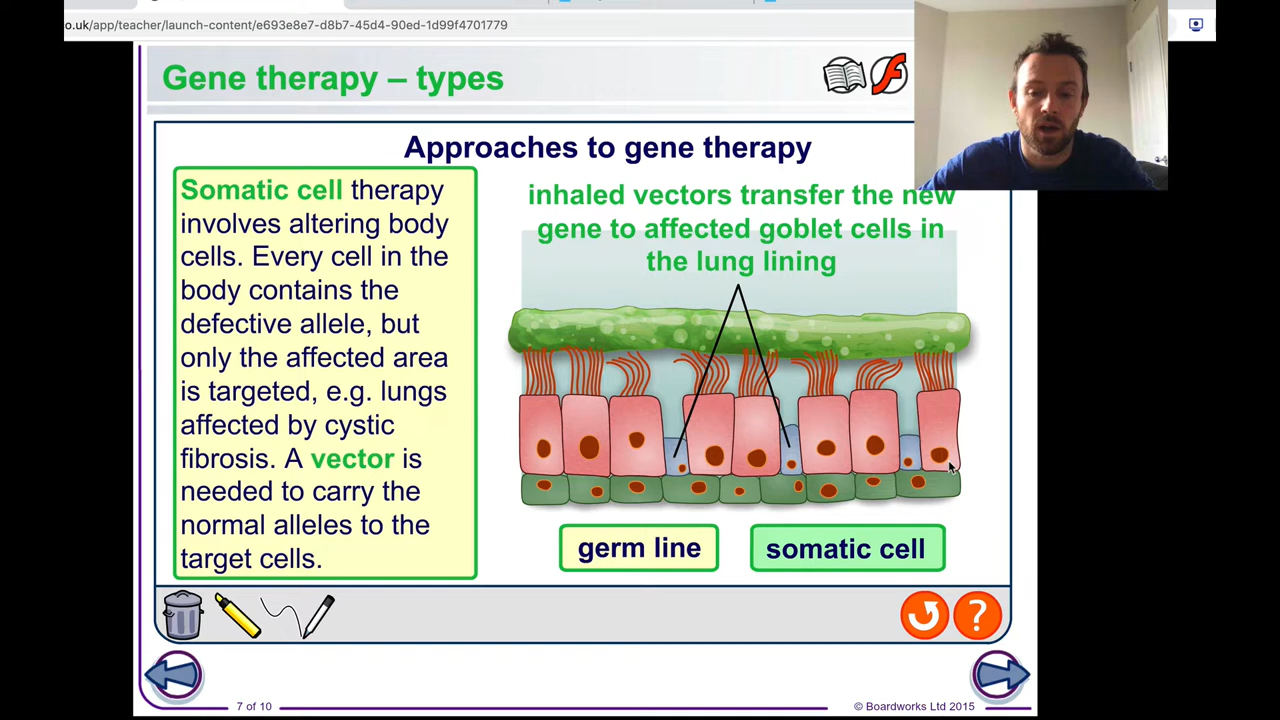 o.uk/app/teacher/launch-content/e693e8e7-d8b7-45d4-90ed-1d99f4701779
Gene therapy – types
Approaches to gene therapy
Somatic cell therapy
involves altering body
cells. Every cell in the
body contains the
defective allele, but
only the affected area
is targeted, e.g. lungs
affected by cystic
fibrosis. A vector is
needed to carry the
normal alleles to the
target cells.
inhaled vectors transfer the new
gene to affected goblet cells in
the lung lining
germ line
somatic cell
?
7 of 10
© Boardworks Ltd 2015